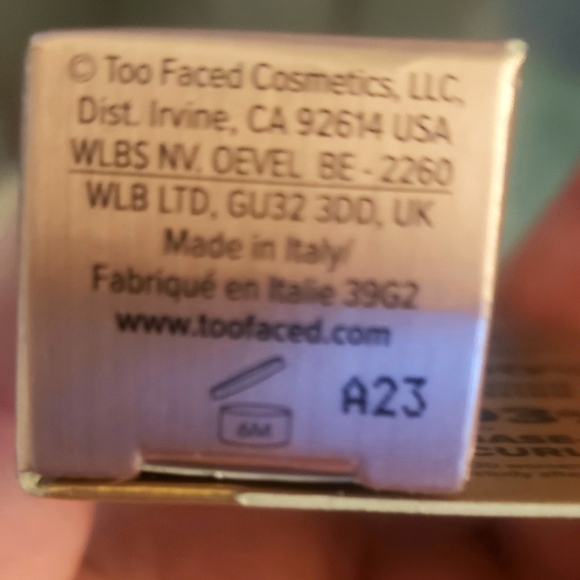 © Too Faced Cosmetics, LLC,
Dist. Irvine, CA 92614 USA
WLBS NV, OEVEL BE - 2260
WLB LTD, GU32 3DD, UK
Made in Italy/
Fabriqué en Italie 39G2
www.toofaced.com
6M
A23